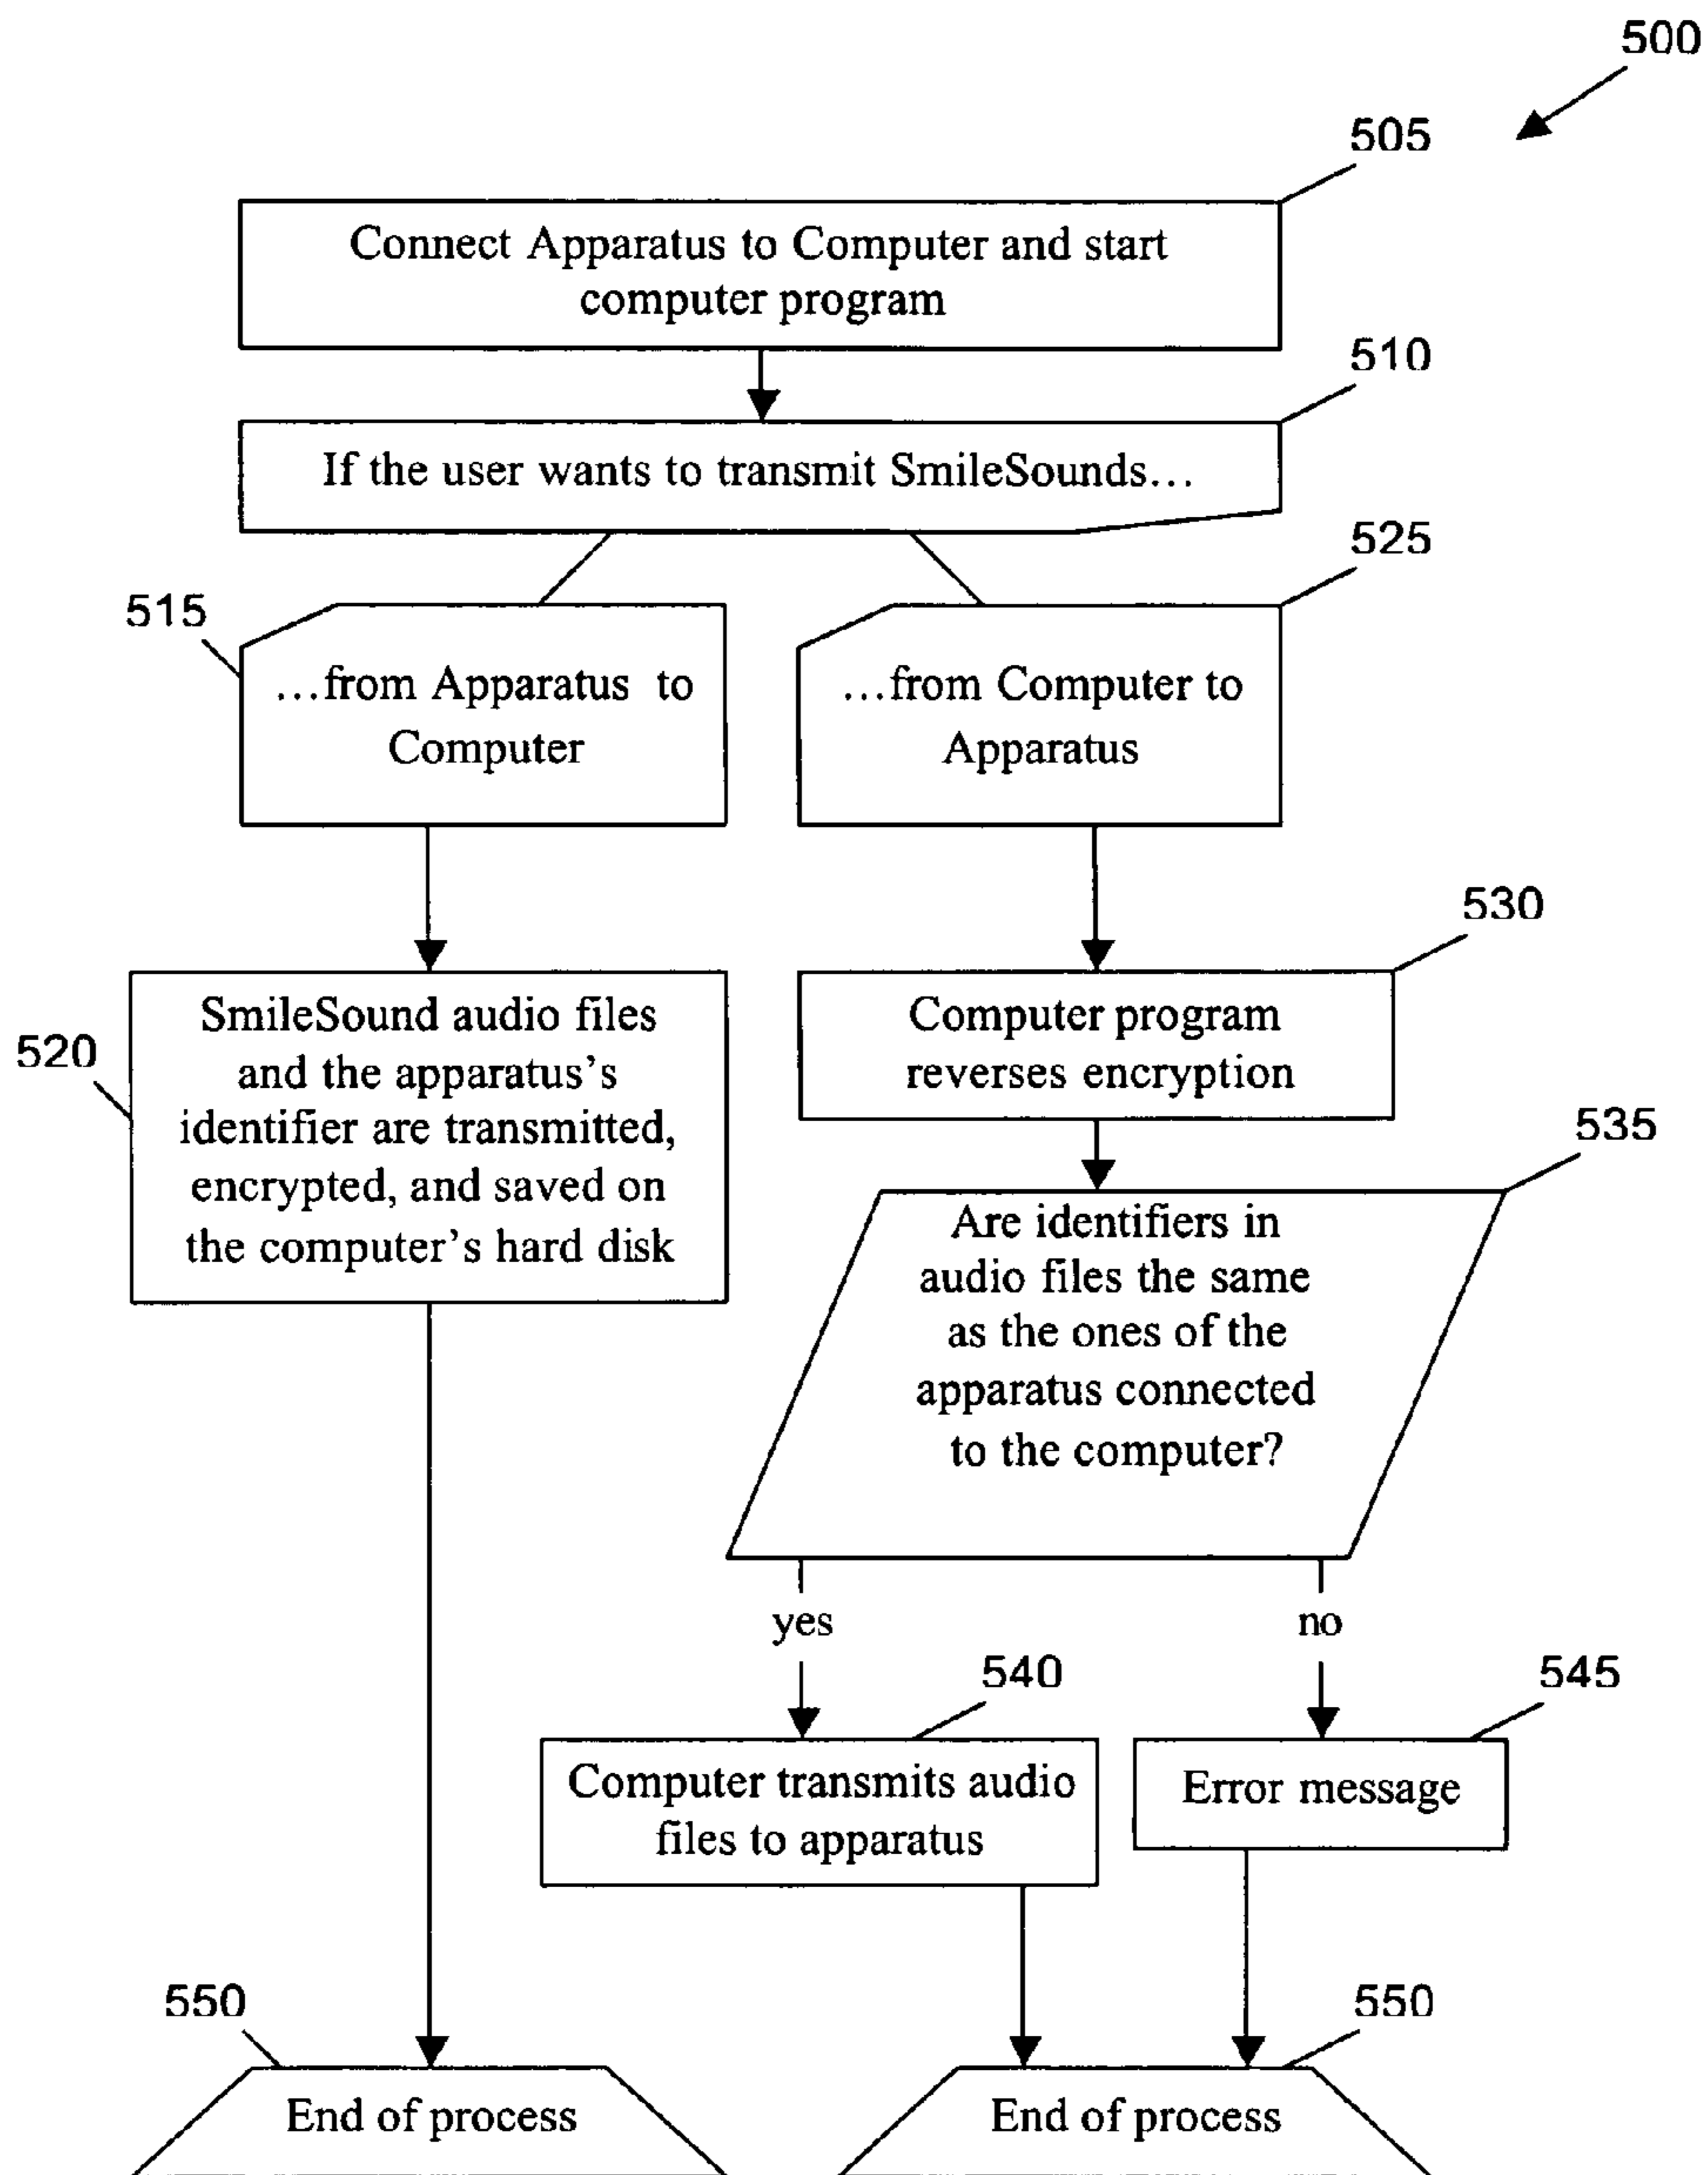 500
505
Connect Apparatus to Computer and start
computer program
510
If the user wants to transmit SmileSounds...
515
...from Apparatus to
Computer
525
...from Computer to
Apparatus
520
SmileSound audio files
and the apparatus's
identifier are transmitted,
encrypted, and saved on
the computer's hard disk
530
Computer program
reverses encryption
535
Are identifiers in
audio files the same
as the ones of the
apparatus connected
to the computer?
yes
no
540
Computer transmits audio
files to apparatus
545
Error message
550
End of process
550
End of process